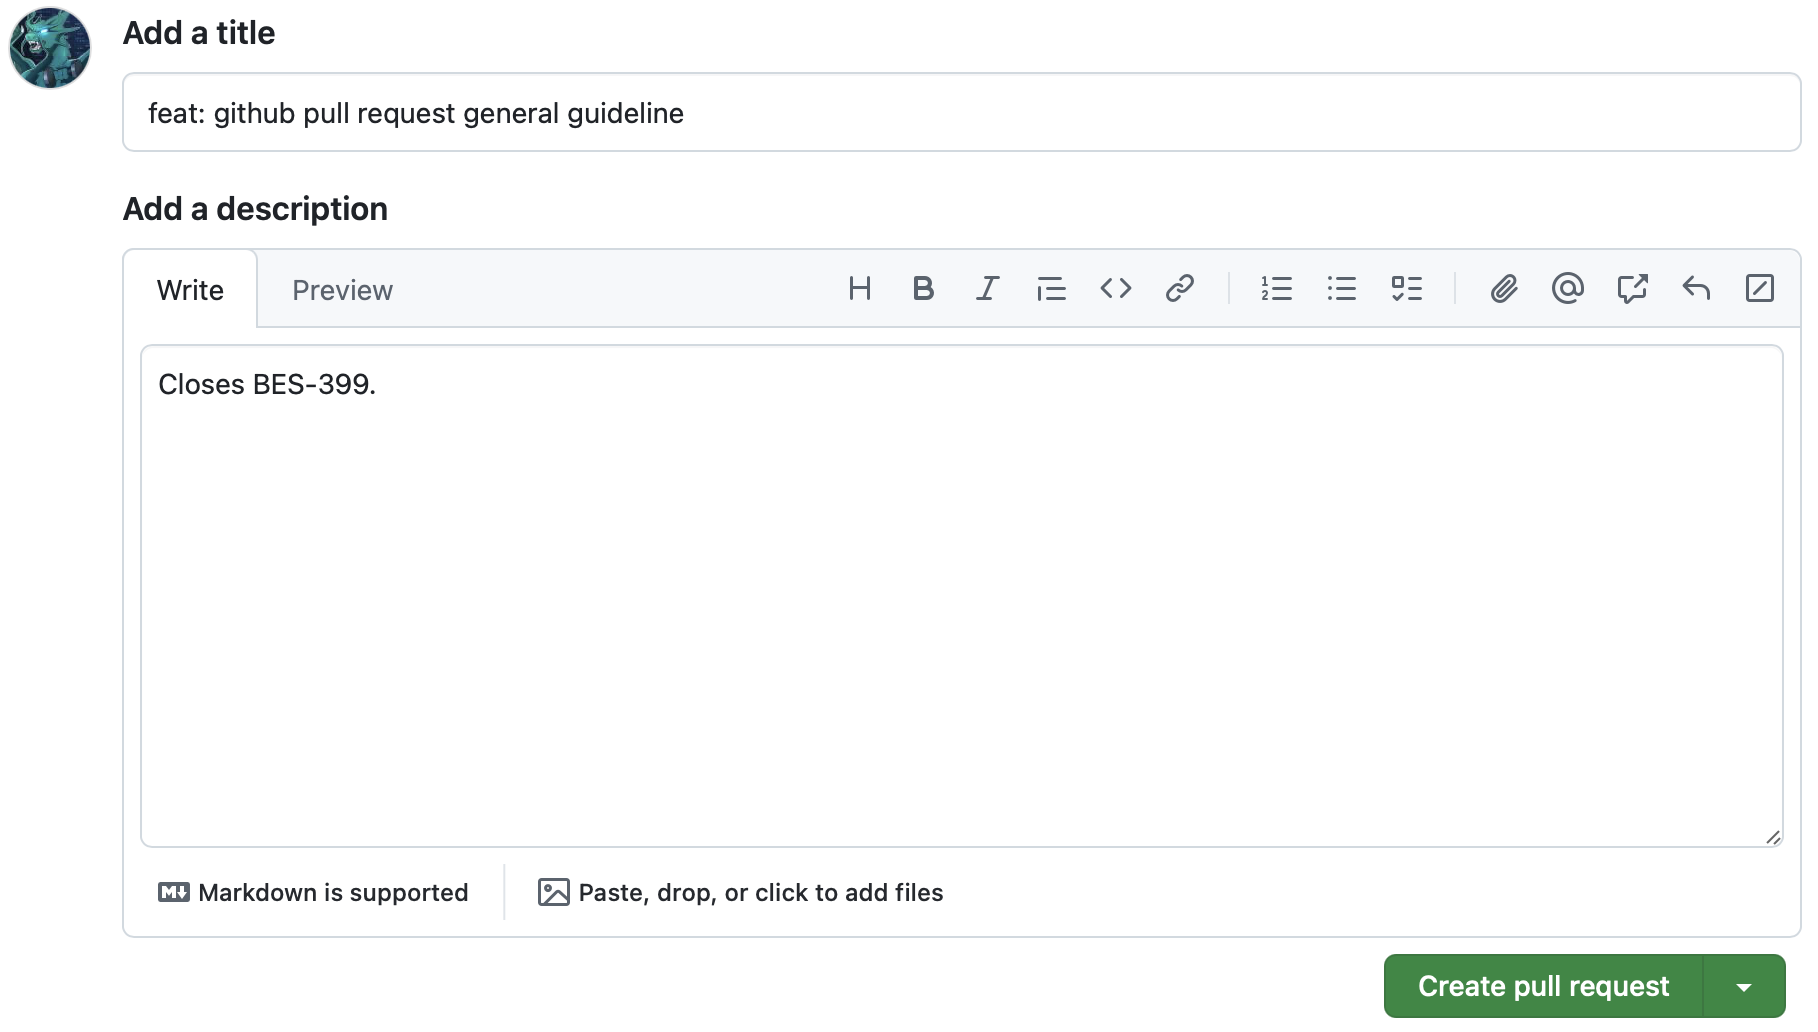 Add a title
feat: github pull request general guideline
Add a description
Write
Preview
Closes BES-399.
Markdown is supported
Paste, drop, or click to add files
Create pull request